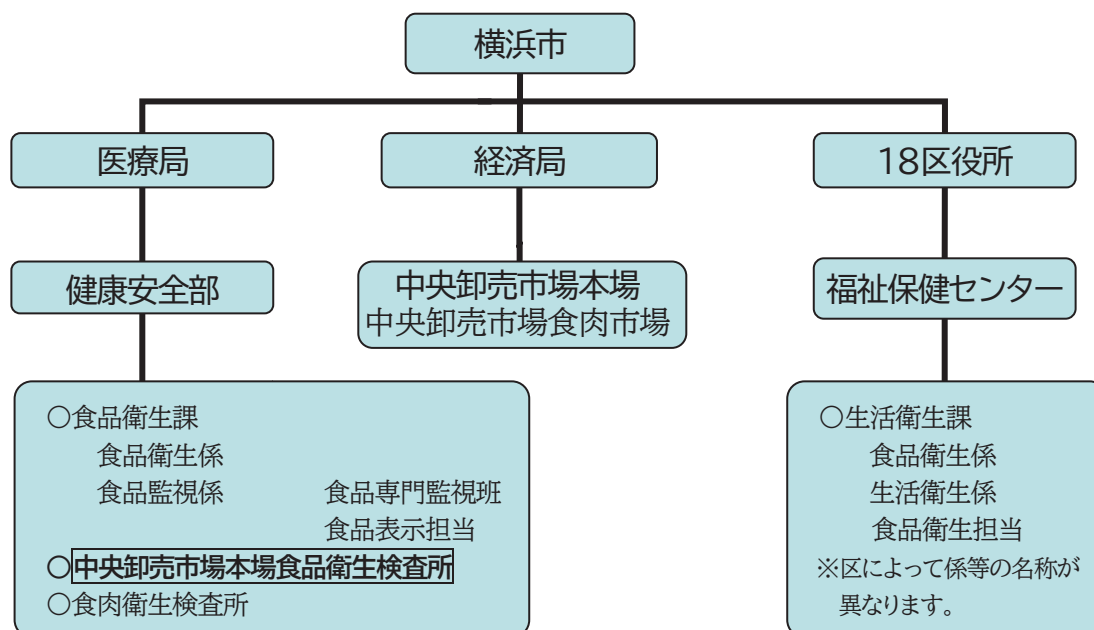 横浜市
医療局
経済局
18区役所
健康安全部
中央卸売市場本場
中央卸売市場食肉市場
福祉保健センター
○食品衛生課
食品衛生係
食品監視係 食品専門監視班
食品表示担当
○中央卸売市場本場食品衛生検査所
○食肉衛生検査所
○生活衛生課
食品衛生係
生活衛生係
食品衛生担当
※区によって係等の名称が
異なります。